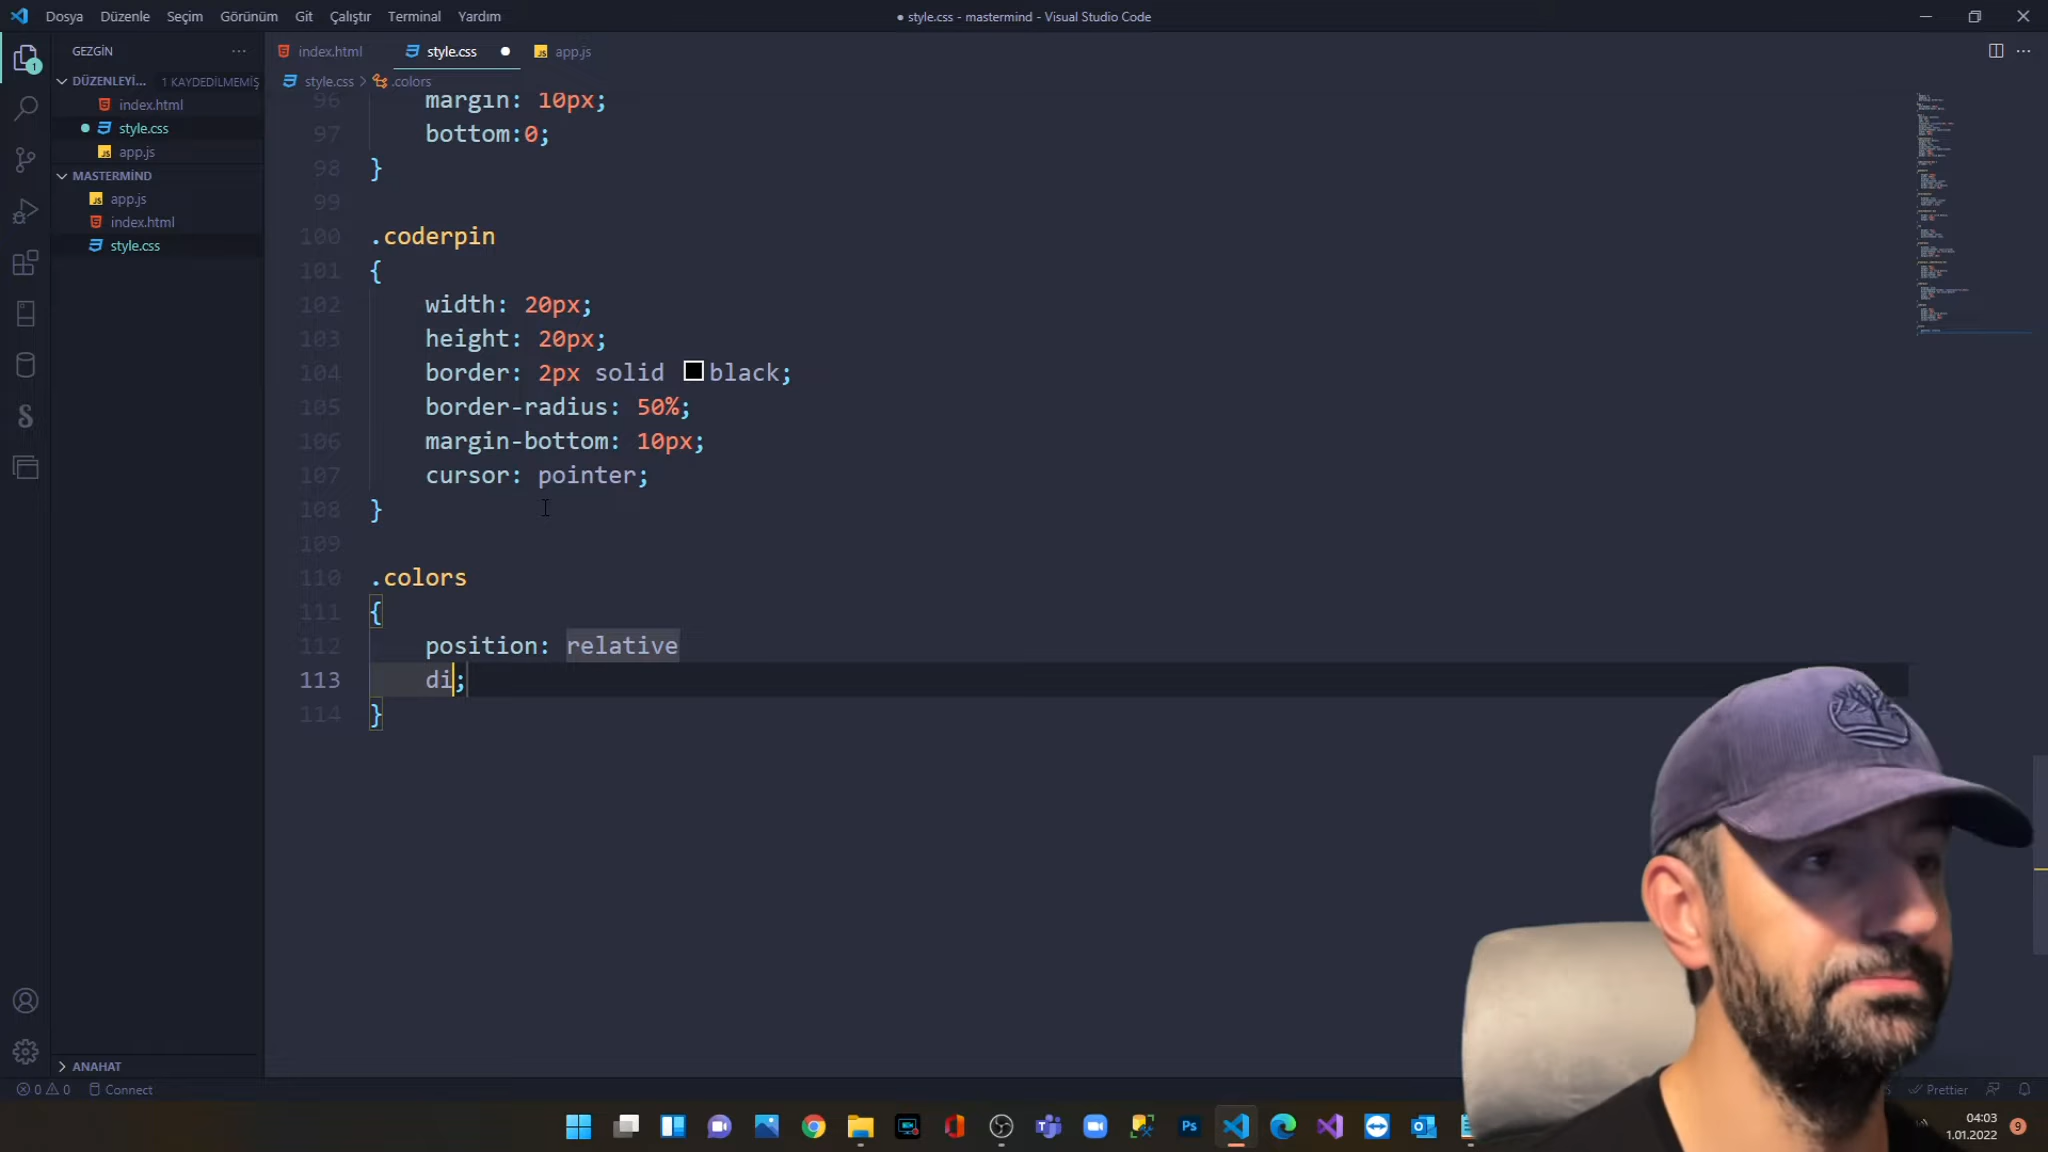 Dosya Düzenle Seçim Görünüm Git Çalıştır Terminal Yardım
● style.css - mastermind - Visual Studio Code
GEZGİN ···
index.html style.css ● app.js
DÜZENLEYİ... 1 KAYDEDİLMEMİŞ
style.css > .colors
index.html
style.css
app.js
MASTERMİND
app.js
index.html
style.css
96 margin: 10px;
97 bottom:0;
98 }
99
100 .coderpin
101 {
102 width: 20px;
103 height: 20px;
104 border: 2px solid black;
105 border-radius: 50%;
106 margin-bottom: 10px;
107 cursor: pointer;
108 }
109
110 .colors
111 {
112 position: relative
113 di;
114 }
ANAHAT
0 0 Connect
Prettier
04:03
1.01.2022
9
1
Ps